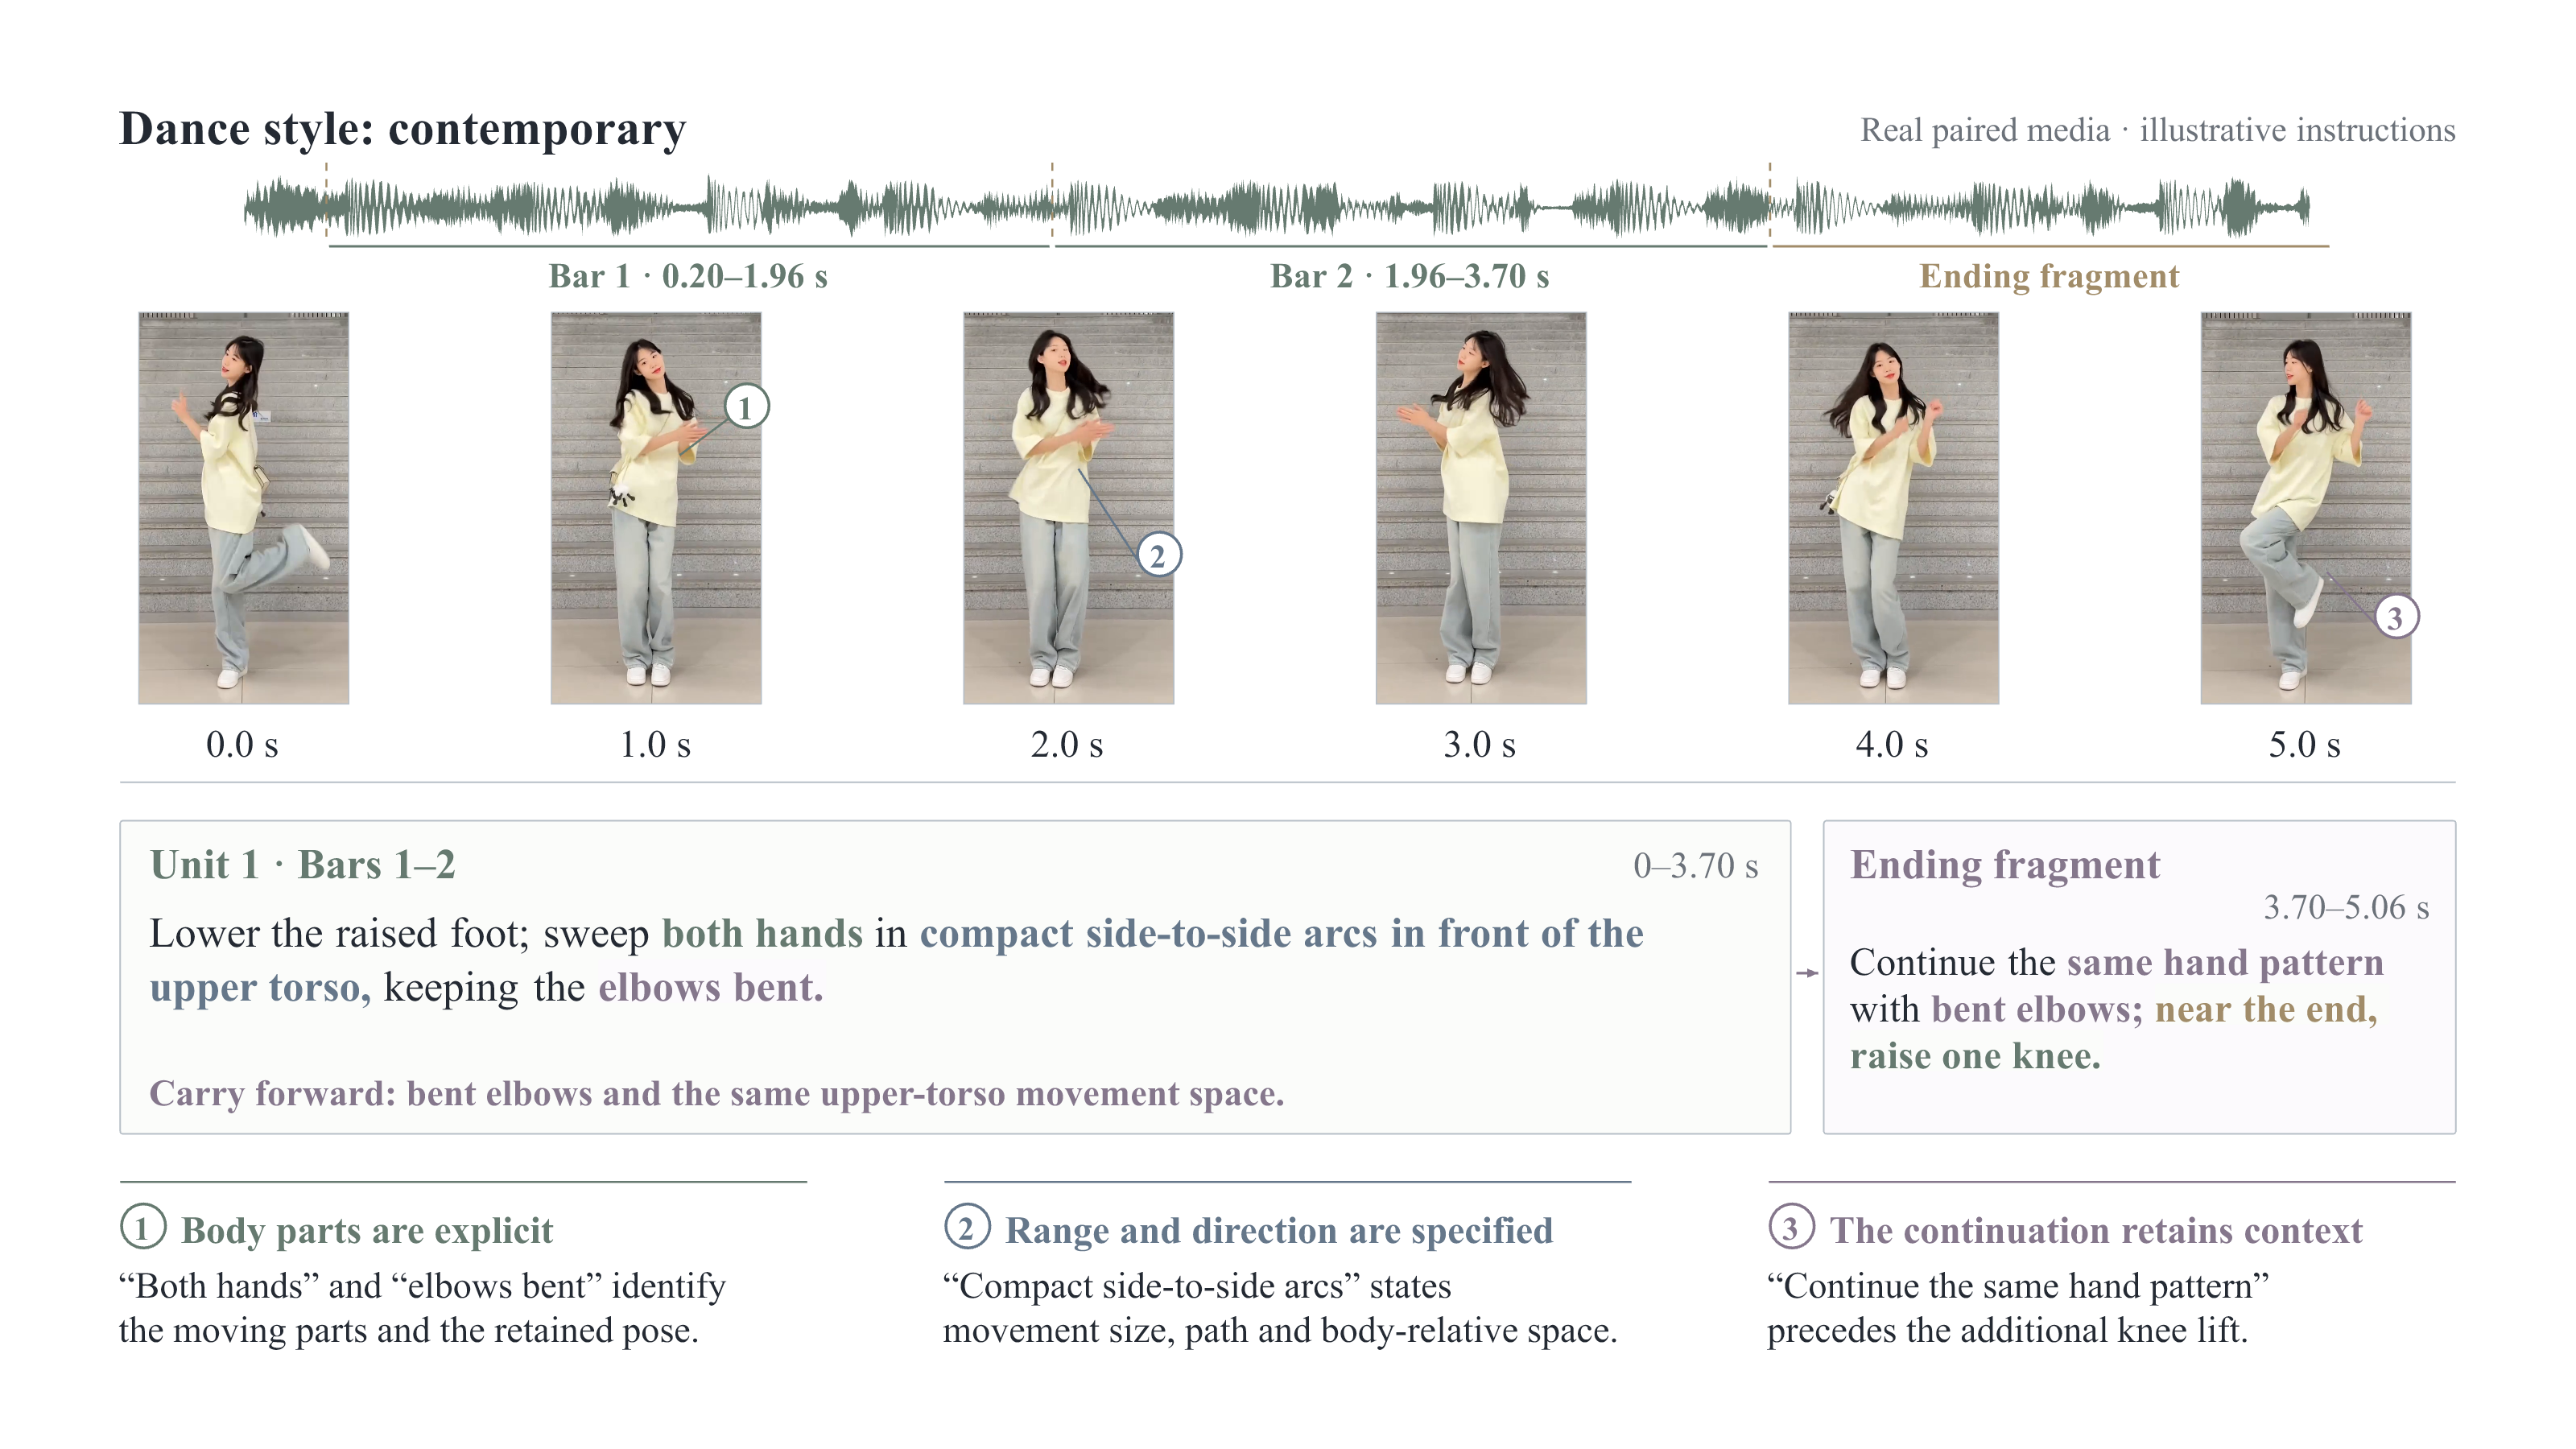 Dance style: contemporary
Real paired media · illustrative instructions
Bar 1 · 0.20–1.96 s
Bar 2 · 1.96–3.70 s
Ending fragment
1
2
3
0.0 s
1.0 s
2.0 s
3.0 s
4.0 s
5.0 s
Unit 1 · Bars 1–2
0–3.70 s
Lower the raised foot; sweep both hands in compact side-to-side arcs in front of the
upper torso, keeping the elbows bent.
Carry forward: bent elbows and the same upper-torso movement space.
Ending fragment
3.70–5.06 s
Continue the same hand pattern
with bent elbows; near the end,
raise one knee.
1 Body parts are explicit
“Both hands” and “elbows bent” identify
the moving parts and the retained pose.
2 Range and direction are specified
“Compact side-to-side arcs” states
movement size, path and body-relative space.
3 The continuation retains context
“Continue the same hand pattern”
precedes the additional knee lift.